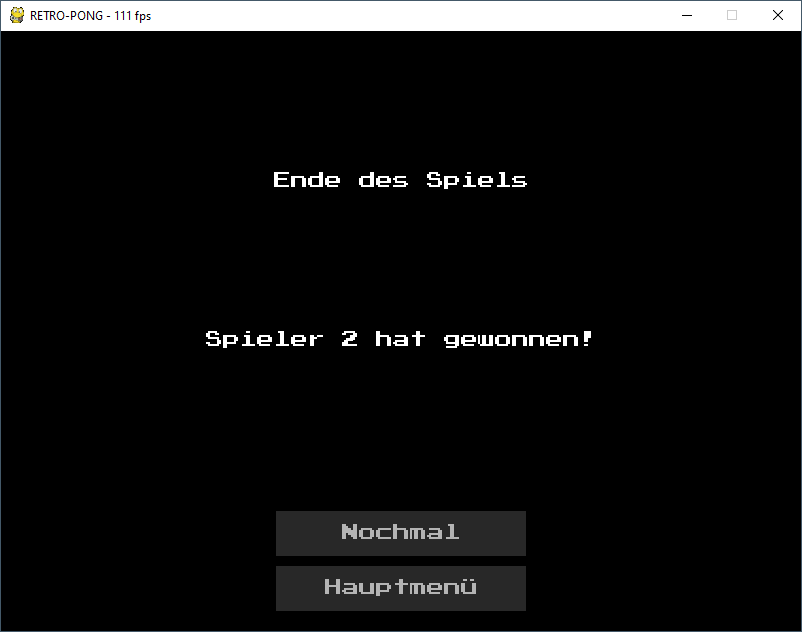 RETRO-PONG - 111 fps
Ende des Spiels
Spieler 2 hat gewonnen!
Nochmal
Hauptmenü